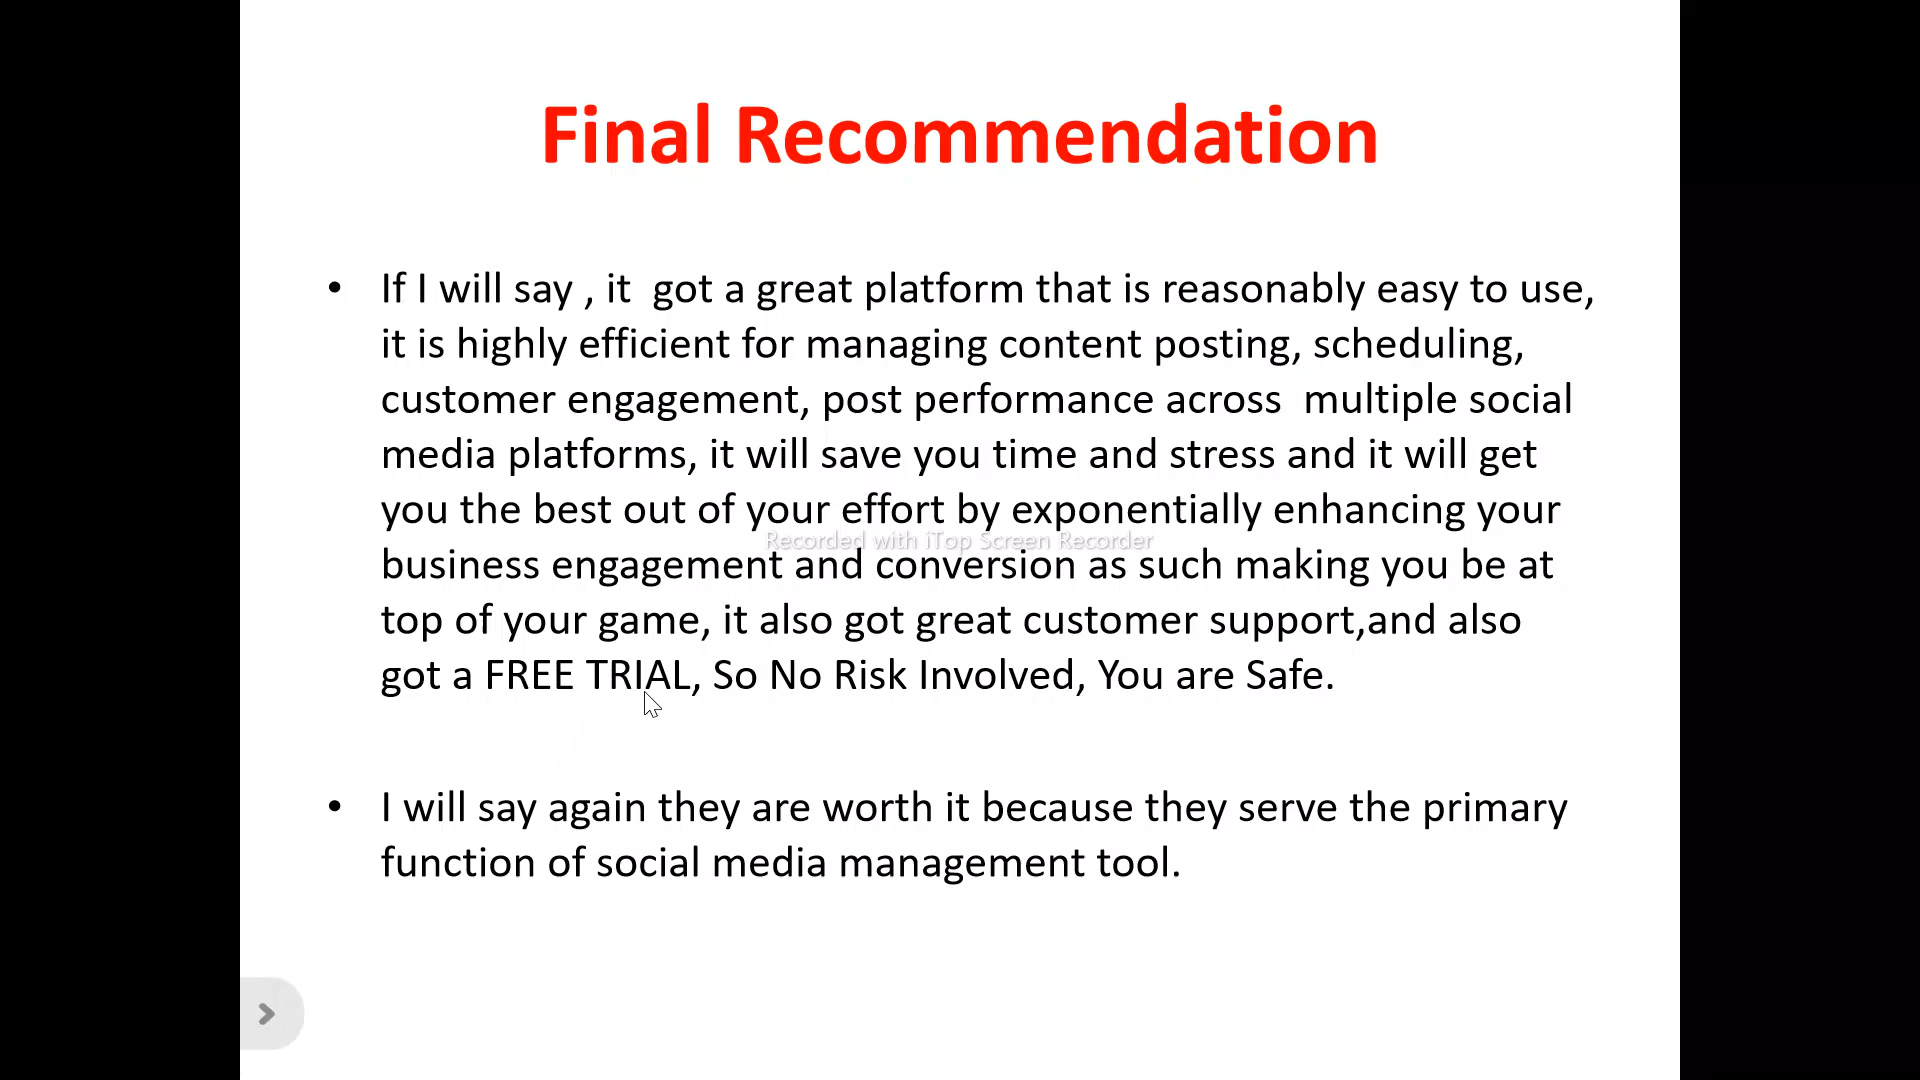 Final Recommendation
• If I will say , it  got a great platform that is reasonably easy to use,
it is highly efficient for managing content posting, scheduling,
customer engagement, post performance across  multiple social
media platforms, it will save you time and stress and it will get
you the best out of your effort by exponentially enhancing your
Recorded with iTop Screen Recorder
business engagement and conversion as such making you be at
top of your game, it also got great customer support,and also
got a FREE TRIAL, So No Risk Involved, You are Safe.
• I will say again they are worth it because they serve the primary
function of social media management tool.